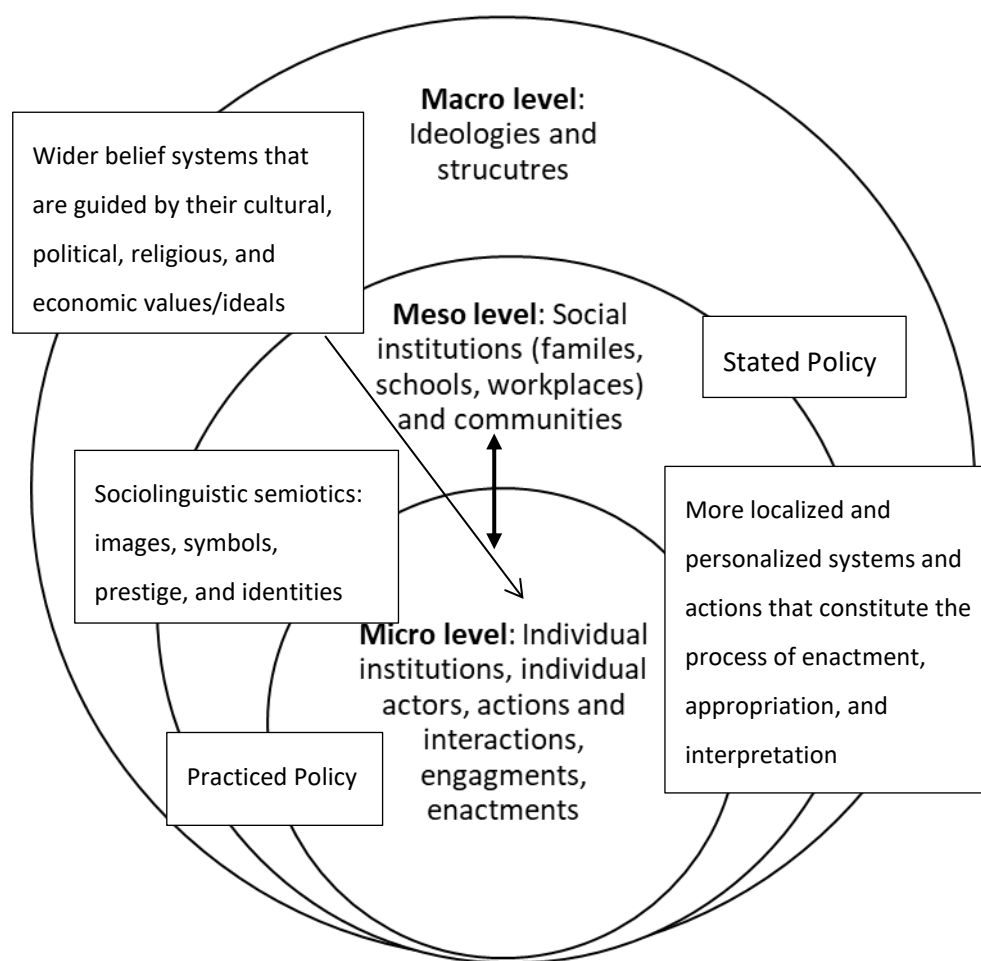 Macro level:
Ideologies and
strucutres
Wider belief systems that
are guided by their cultural,
political, religious, and
economic values/ideals
Meso level: Social
institutions (familes,
schools, workplaces)
and communities
Stated Policy
Sociolinguistic semiotics:
images, symbols,
prestige, and identities
More localized and
personalized systems and
actions that constitute the
process of enactment,
appropriation, and
interpretation
Micro level: Individual
institutions, individual
actors, actions and
interactions,
engagments,
enactments
Practiced Policy